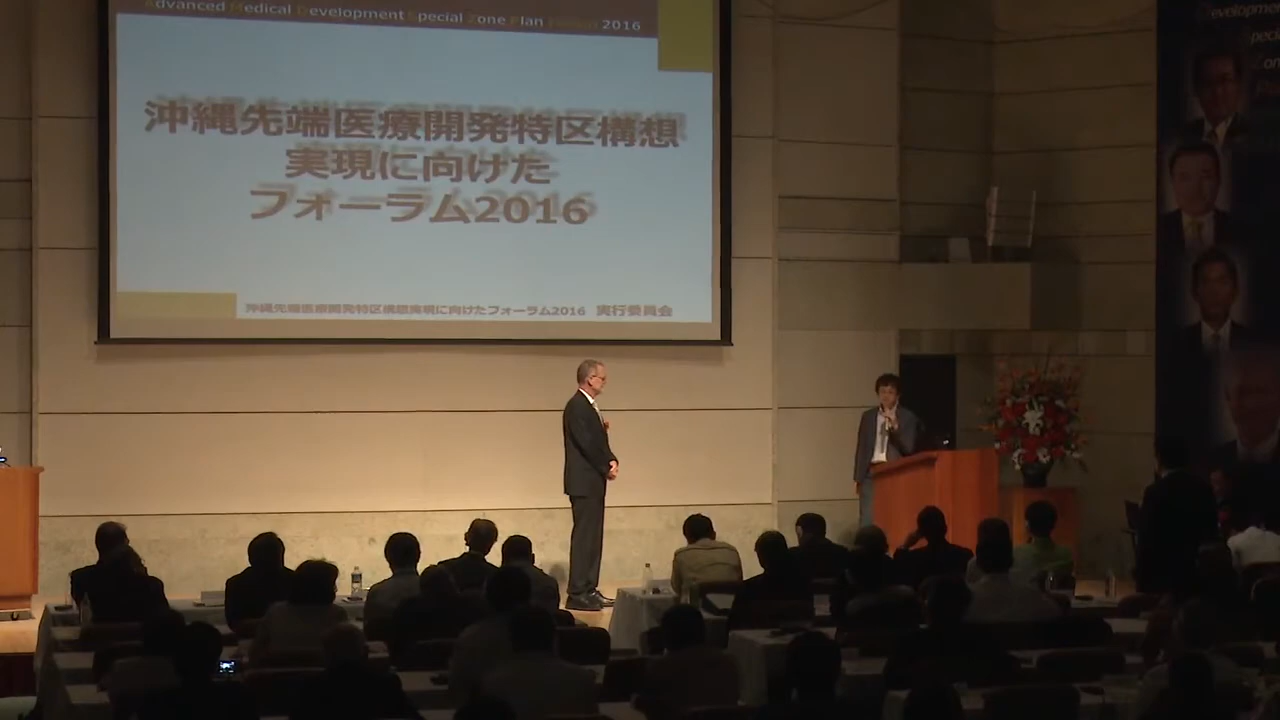 Advanced Medical Development Special Zone Plan Forum 2016
沖縄先端医療開発特区構想
実現に向けた
フォーラム2016
沖縄先端医療開発特区構想実現に向けたフォーラム2016 実行委員会